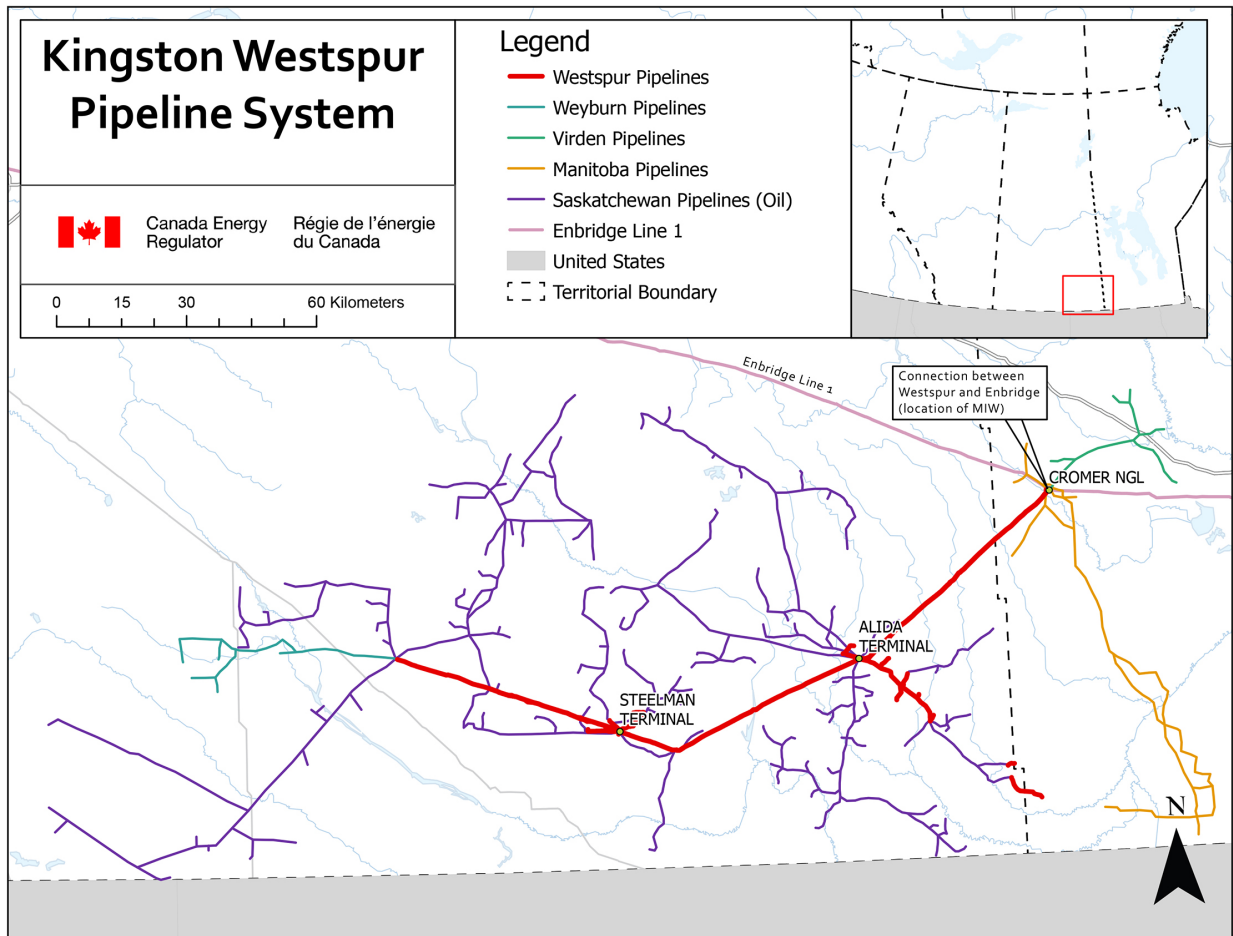 Kingston Westspur
Pipeline System
Canada Energy
Regulator
Régie de l'énergie
du Canada
0 15 30 60 Kilometers
Legend
Westspur Pipelines
Weyburn Pipelines
Virden Pipelines
Manitoba Pipelines
Saskatchewan Pipelines (Oil)
Enbridge Line 1
United States
Territorial Boundary
Enbridge Line 1
Connection between
Westspur and Enbridge
(location of MIW)
CROMER NGL
ALIDA
TERMINAL
STEELMAN
TERMINAL
N